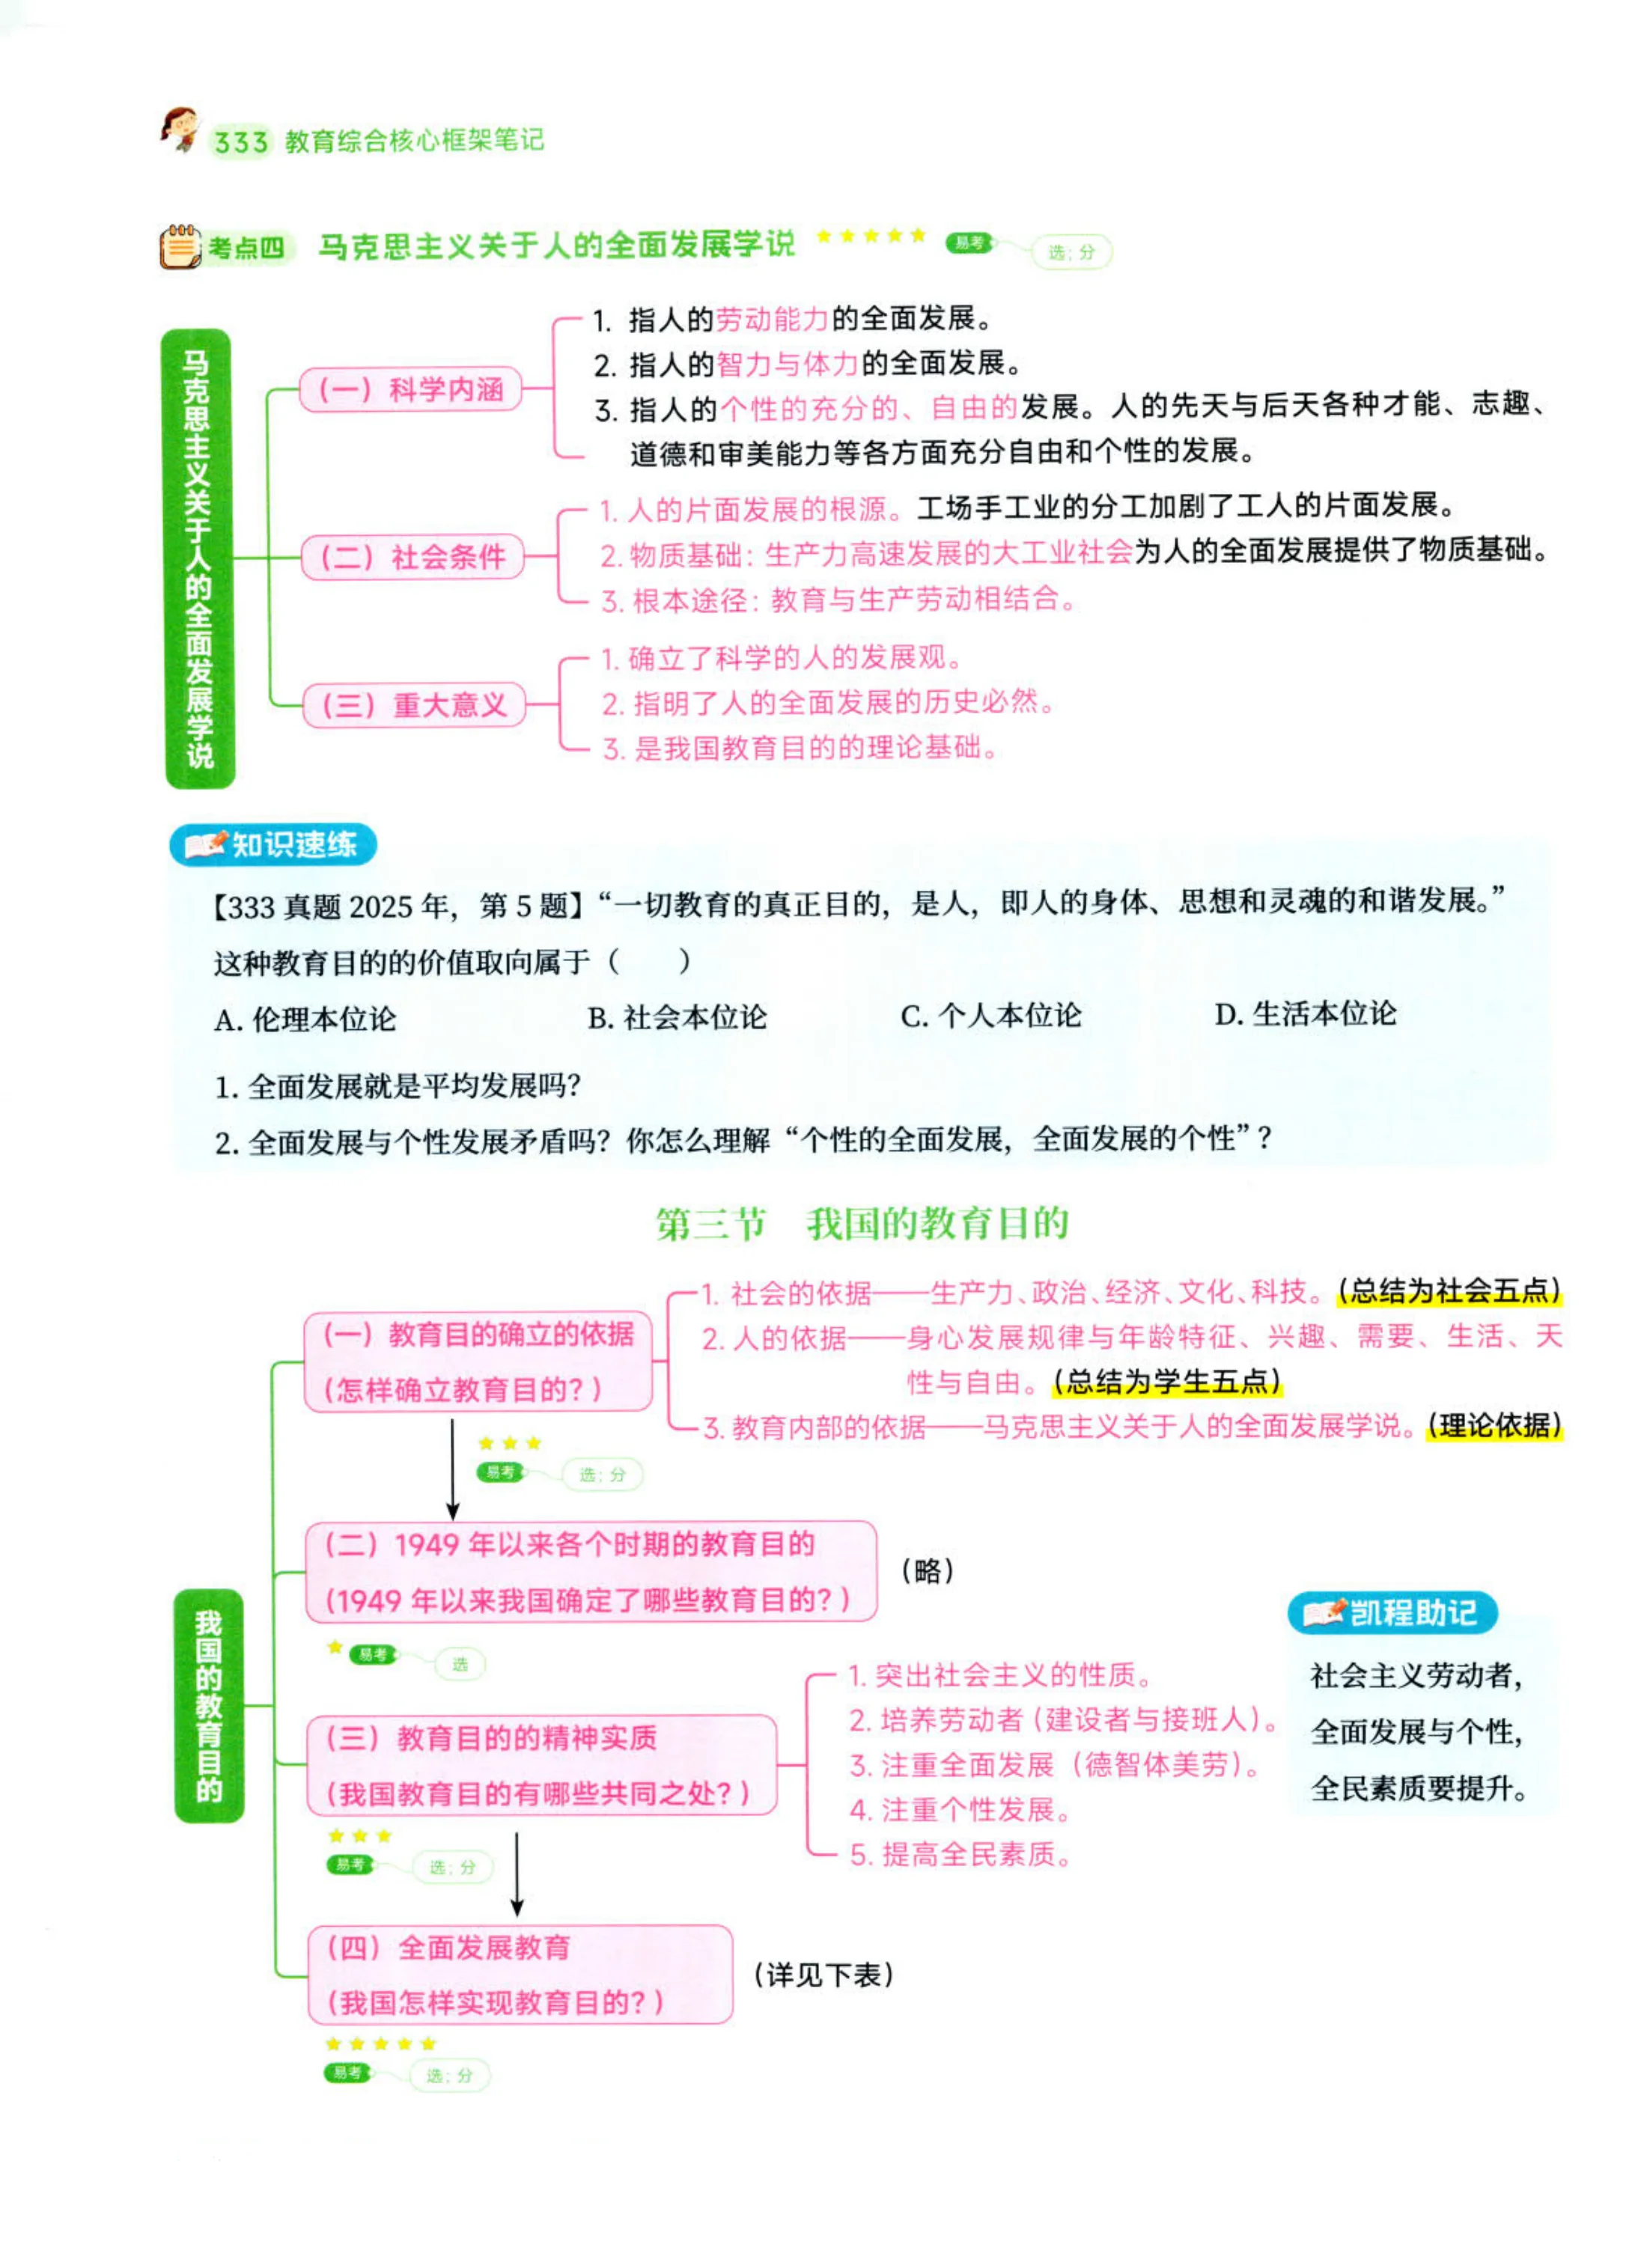 333 教育综合核心框架笔记
考点四 马克思主义关于人的全面发展学说 易考 选; 分
马克思主义关于人的全面发展学说
(一) 科学内涵
1. 指人的劳动能力的全面发展。
2. 指人的智力与体力的全面发展。
3. 指人的个性的充分的、自由的发展。人的先天与后天各种才能、志趣、
道德和审美能力等各方面充分自由和个性的发展。
(二) 社会条件
1. 人的片面发展的根源。工场手工业的分工加剧了工人的片面发展。
2. 物质基础: 生产力高速发展的大工业社会为人的全面发展提供了物质基础。
3. 根本途径: 教育与生产劳动相结合。
(三) 重大意义
1. 确立了科学的人的发展观。
2. 指明了人的全面发展的历史必然。
3. 是我国教育目的的理论基础。
知识速练
【333 真题 2025 年, 第 5 题】“一切教育的真正目的, 是人, 即人的身体、思想和灵魂的和谐发展。”
这种教育目的的价值取向属于 (    )
A. 伦理本位论 B. 社会本位论 C. 个人本位论 D. 生活本位论
1. 全面发展就是平均发展吗?
2. 全面发展与个性发展矛盾吗? 你怎么理解“个性的全面发展, 全面发展的个性”?
第三节 我国的教育目的
我国的教育目的
(一) 教育目的确立的依据
(怎样确立教育目的? )
1. 社会的依据——生产力、政治、经济、文化、科技。(总结为社会五点)
2. 人的依据——身心发展规律与年龄特征、兴趣、需要、生活、天
性与自由。(总结为学生五点)
3. 教育内部的依据——马克思主义关于人的全面发展学说。(理论依据)
易考 选; 分
(二) 1949 年以来各个时期的教育目的
(1949 年以来我国确定了哪些教育目的? )
(略)
易考 选
(三) 教育目的的精神实质
(我国教育目的有哪些共同之处? )
1. 突出社会主义的性质。
2. 培养劳动者 (建设者与接班人)。
3. 注重全面发展 (德智体美劳)。
4. 注重个性发展。
5. 提高全民素质。
易考 选; 分
凯程助记
社会主义劳动者,
全面发展与个性,
全民素质要提升。
(四) 全面发展教育
(我国怎样实现教育目的? )
(详见下表)
易考 选; 分